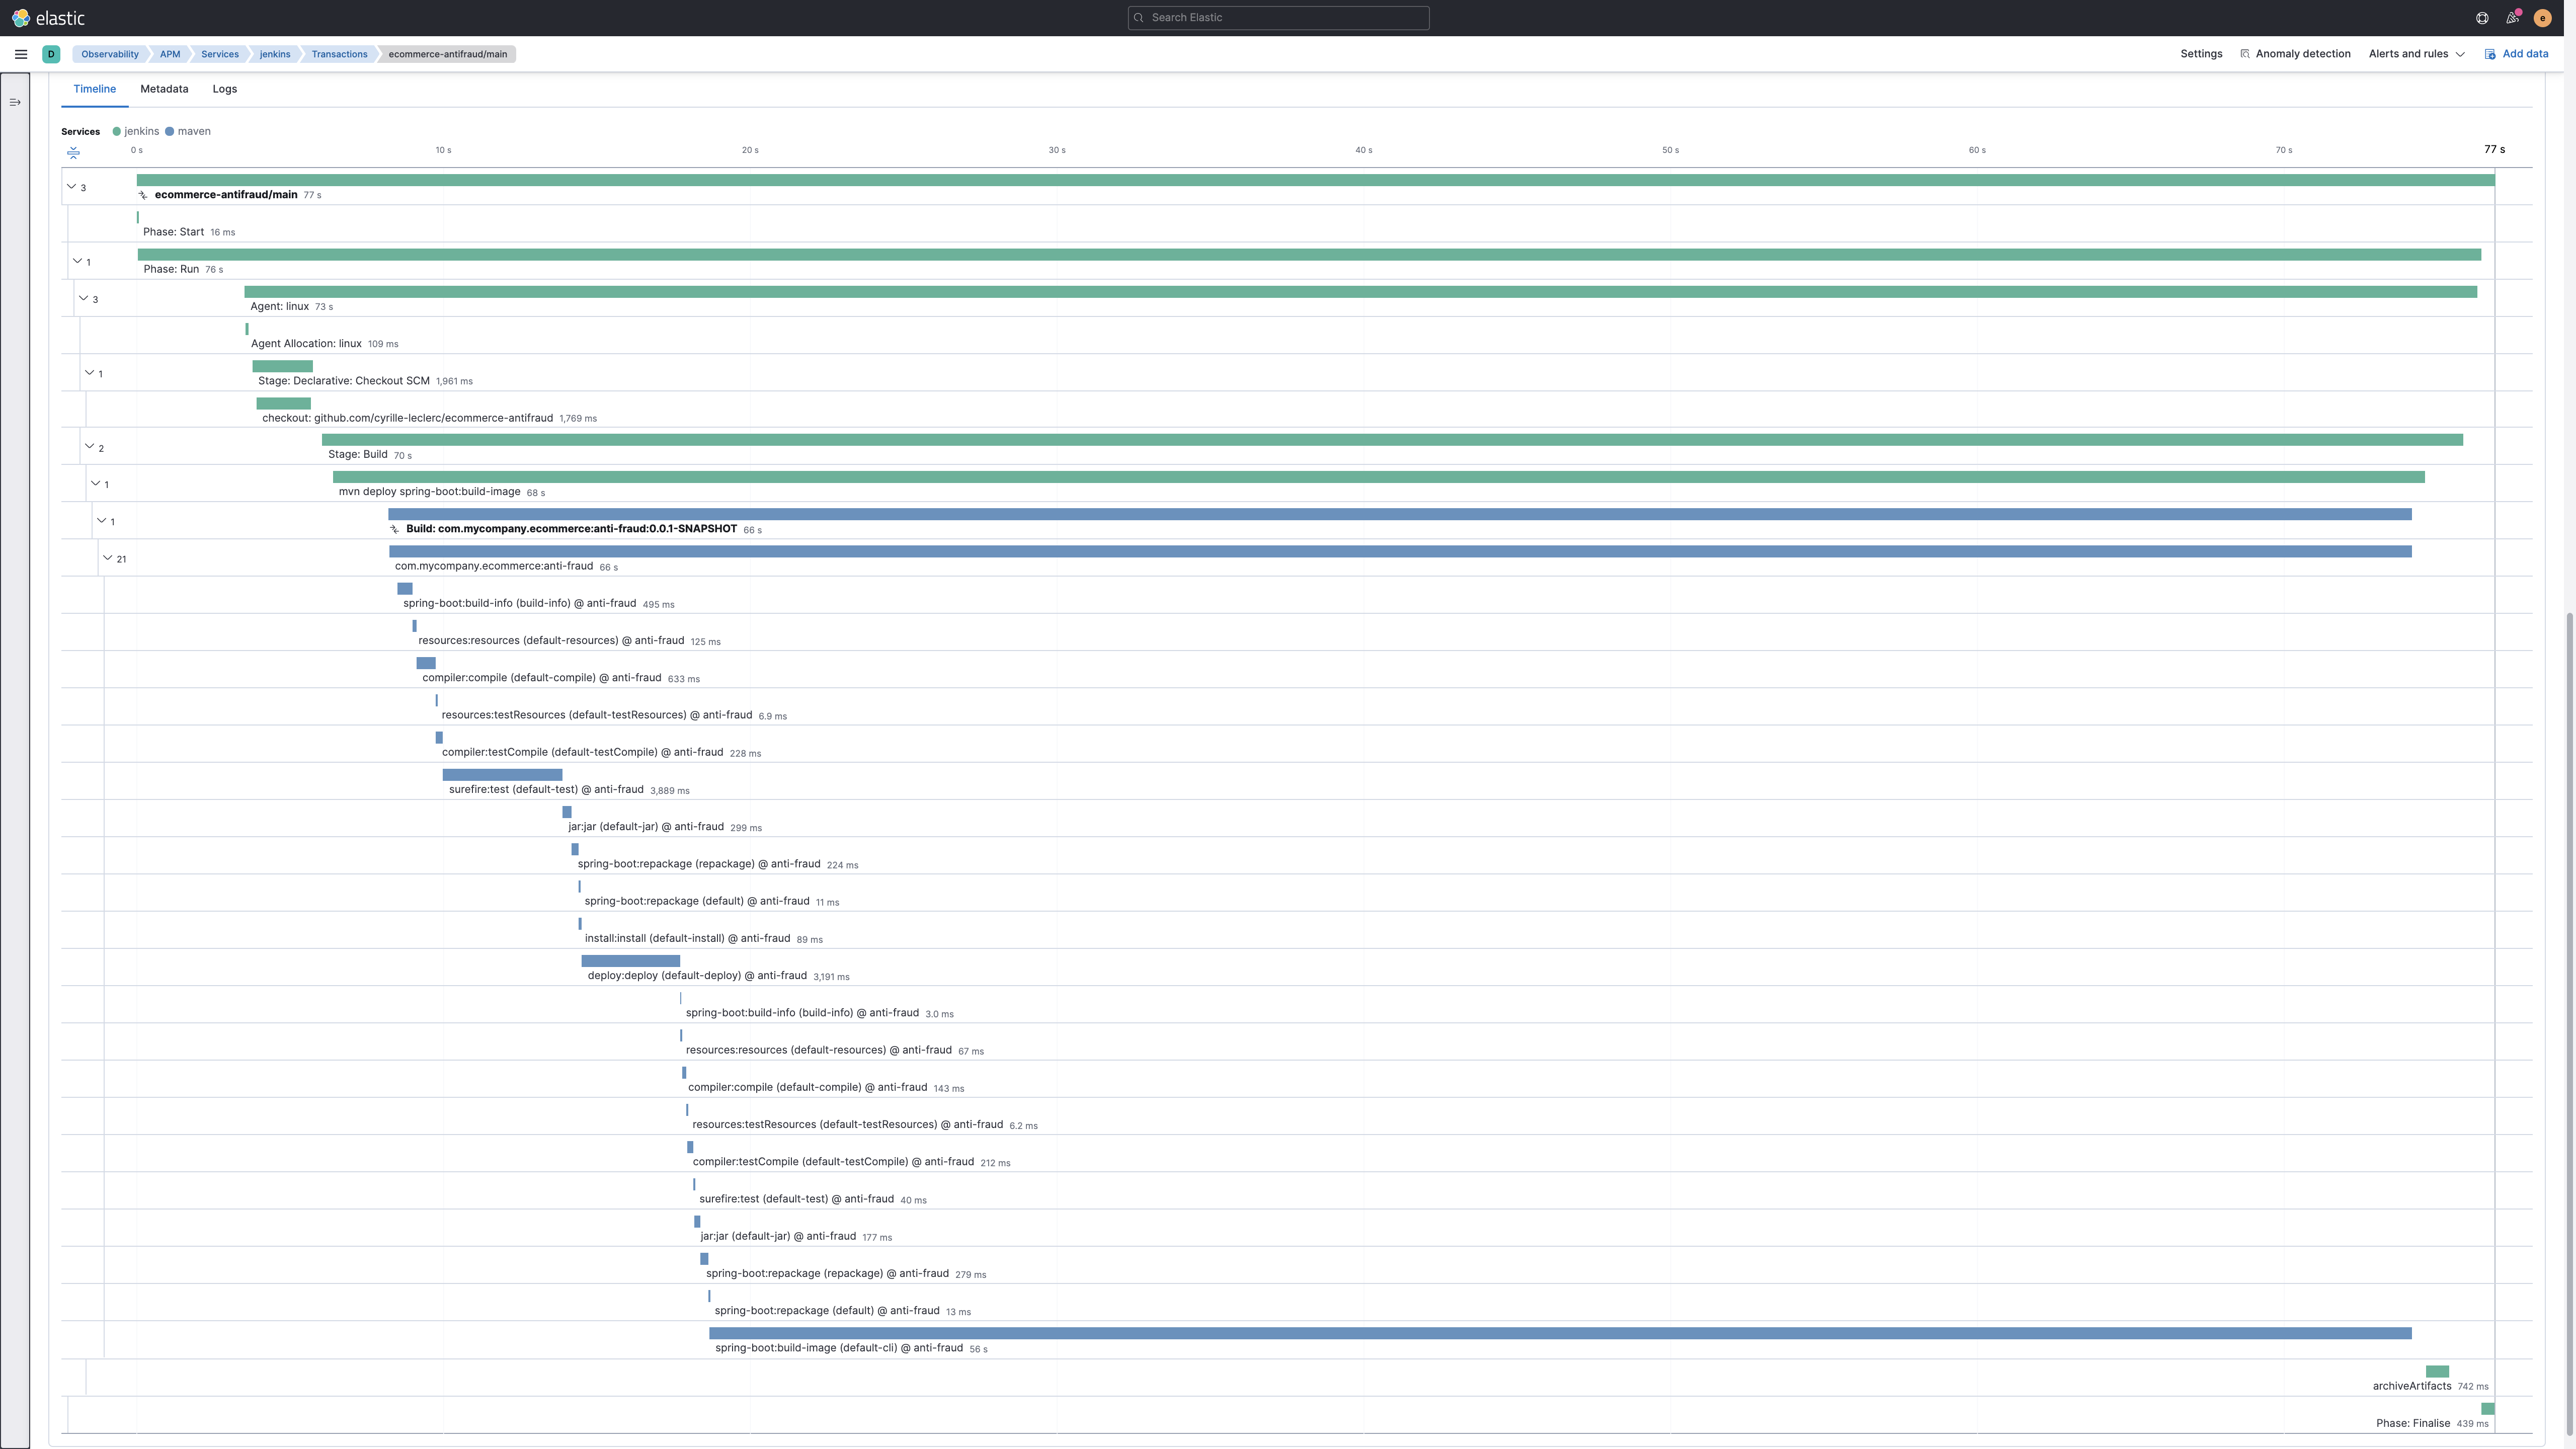 elastic
Search Elastic
e
D
Observability
APM
Services
jenkins
Transactions
ecommerce-antifraud/main
Settings
Anomaly detection
Alerts and rules
Add data
Timeline
Metadata
Logs
Services
jenkins
maven
0 s
10 s
20 s
30 s
40 s
50 s
60 s
70 s
77 s
3
ecommerce-antifraud/main 77 s
Phase: Start 16 ms
1
Phase: Run 76 s
3
Agent: linux 73 s
Agent Allocation: linux 109 ms
1
Stage: Declarative: Checkout SCM 1,961 ms
checkout: github.com/cyrille-leclerc/ecommerce-antifraud 1,769 ms
2
Stage: Build 70 s
1
mvn deploy spring-boot:build-image 68 s
1
Build: com.mycompany.ecommerce:anti-fraud:0.0.1-SNAPSHOT 66 s
21
com.mycompany.ecommerce:anti-fraud 66 s
spring-boot:build-info (build-info) @ anti-fraud 495 ms
resources:resources (default-resources) @ anti-fraud 125 ms
compiler:compile (default-compile) @ anti-fraud 633 ms
resources:testResources (default-testResources) @ anti-fraud 6.9 ms
compiler:testCompile (default-testCompile) @ anti-fraud 228 ms
surefire:test (default-test) @ anti-fraud 3,889 ms
jar:jar (default-jar) @ anti-fraud 299 ms
spring-boot:repackage (repackage) @ anti-fraud 224 ms
spring-boot:repackage (default) @ anti-fraud 11 ms
install:install (default-install) @ anti-fraud 89 ms
deploy:deploy (default-deploy) @ anti-fraud 3,191 ms
spring-boot:build-info (build-info) @ anti-fraud 3.0 ms
resources:resources (default-resources) @ anti-fraud 67 ms
compiler:compile (default-compile) @ anti-fraud 143 ms
resources:testResources (default-testResources) @ anti-fraud 6.2 ms
compiler:testCompile (default-testCompile) @ anti-fraud 212 ms
surefire:test (default-test) @ anti-fraud 40 ms
jar:jar (default-jar) @ anti-fraud 177 ms
spring-boot:repackage (repackage) @ anti-fraud 279 ms
spring-boot:repackage (default) @ anti-fraud 13 ms
spring-boot:build-image (default-cli) @ anti-fraud 56 s
archiveArtifacts 742 ms
Phase: Finalise 439 ms